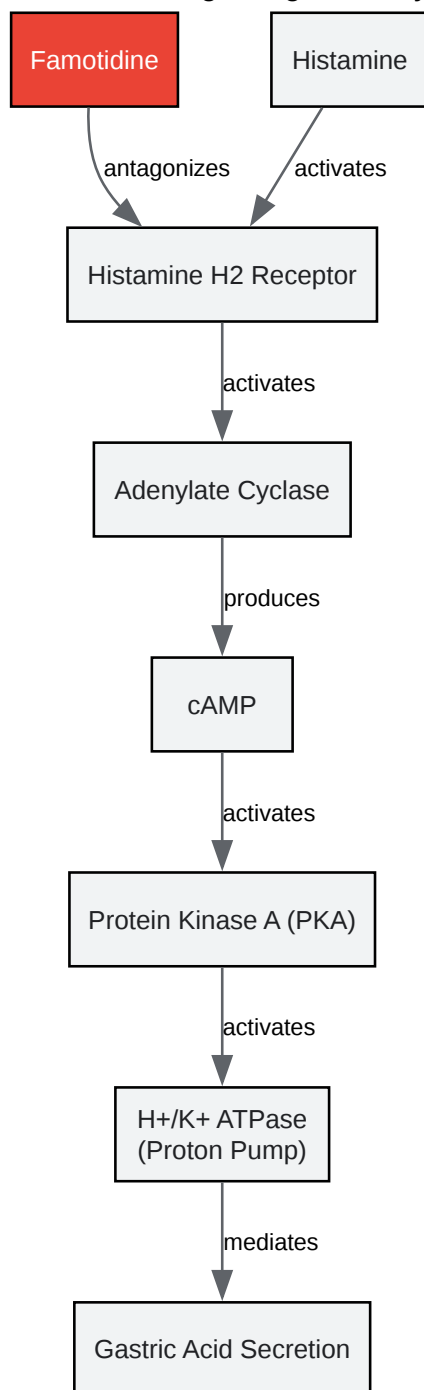 Famotidine
Histamine
antagonizes
activates
Histamine H2 Receptor
activates
Adenylate Cyclase
produces
cAMP
activates
Protein Kinase A (PKA)
activates
H+/K+ ATPase
(Proton Pump)
mediates
Gastric Acid Secretion